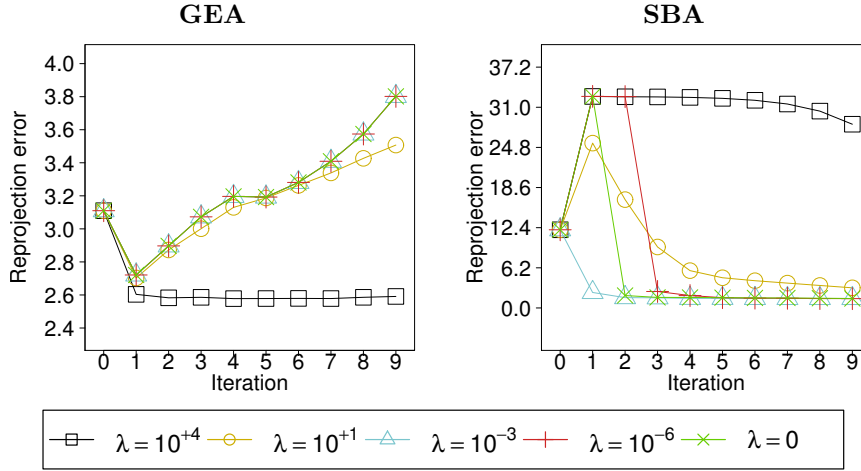 GEA
SBA
Reprojection error
4.0
3.8
3.6
3.4
3.2
3.0
2.8
2.6
2.4
0 1 2 3 4 5 6 7 8 9
Iteration
Reprojection error
37.2
31.0
24.8
18.6
12.4
6.2
0.0
0 1 2 3 4 5 6 7 8 9
Iteration
λ = 10⁺⁴ λ = 10⁺¹ λ = 10⁻³ λ = 10⁻⁶ λ = 0